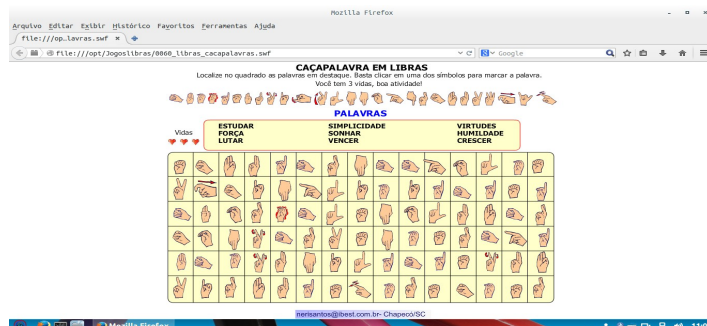 Mozilla Firefox
Arquivo Editar Exibir Histórico Favoritos Ferramentas Ajuda
file:///op...lavras.swf
file:///opt/Jogoslibras/0860_libras_cacapalavras.swf
Google
CAÇAPALAVRA EM LIBRAS
Localize no quadrado as palavras em destaque. Basta clicar em uma dos símbolos para marcar a palavra.
Você tem 3 vidas, boa atividade!
PALAVRAS
Vidas
ESTUDAR SIMPLICIDADE VIRTUDES
FORÇA SONHAR HUMILDADE
LUTAR VENCER CRESCER
nerisantos@ibest.com.br- Chapecó/SC
Mozilla Firefox